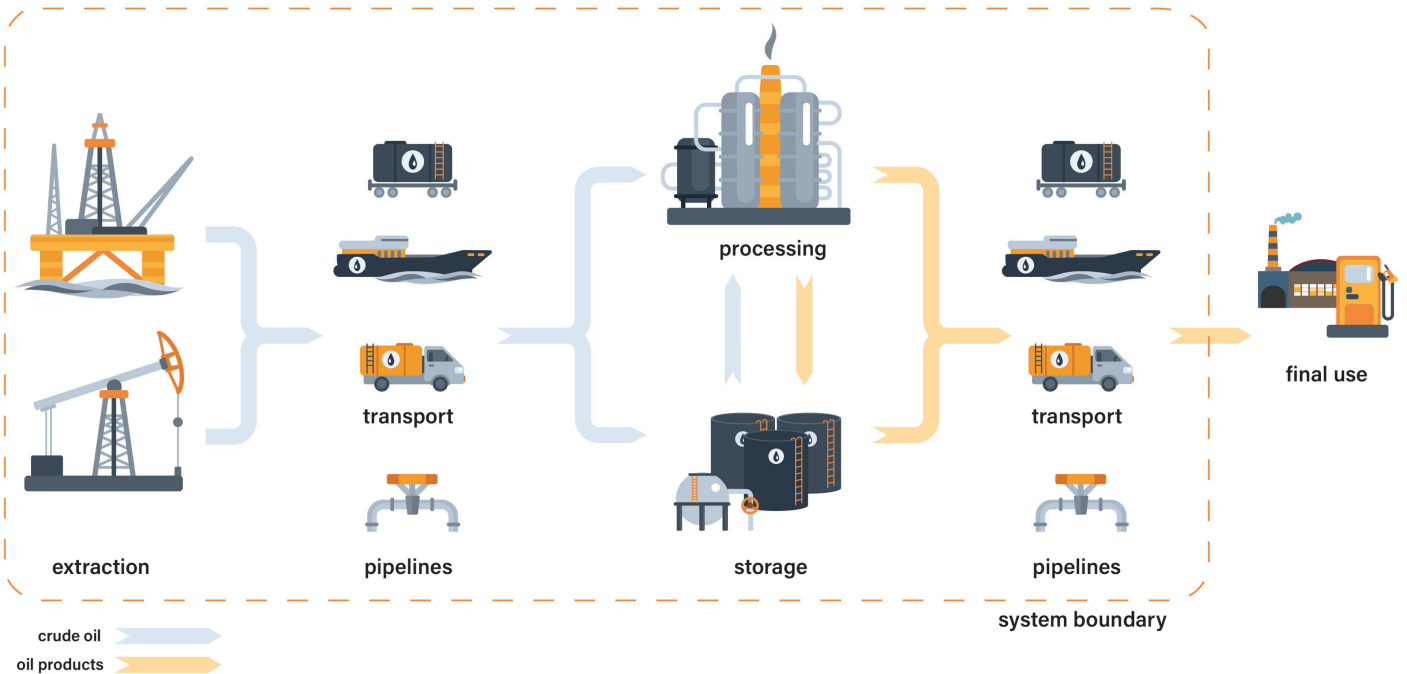 processing
final use
transport
transport
extraction
pipelines
storage
pipelines
system boundary
crude oil
oil products